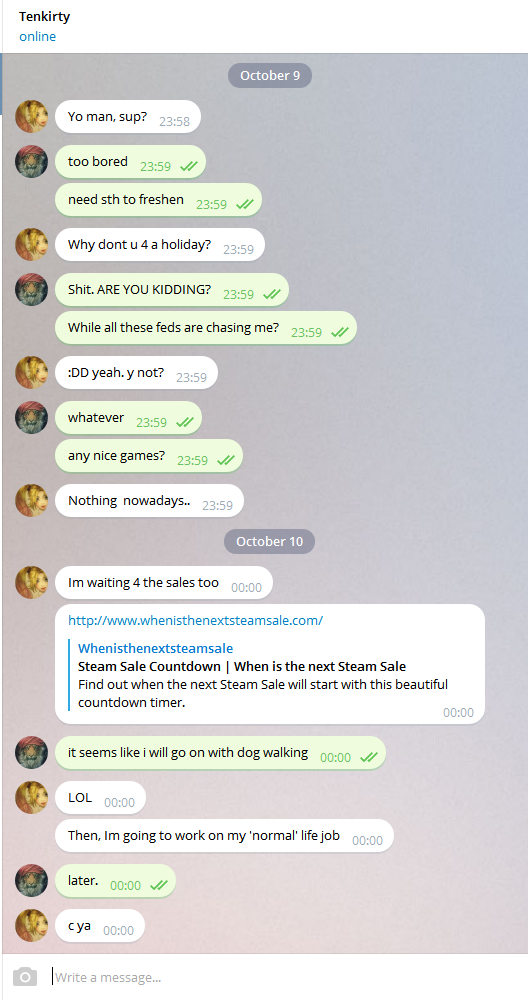 Tenkirty
online
October 9
Yo man, sup? 23:58
too bored 23:59
need sth to freshen 23:59
Why dont u 4 a holiday? 23:59
Shit. ARE YOU KIDDING? 23:59
While all these feds are chasing me? 23:59
:DD yeah. y not? 23:59
whatever 23:59
any nice games? 23:59
Nothing  nowadays.. 23:59
October 10
Im waiting 4 the sales too 00:00
http://www.whenisthenextsteamsale.com/
Whenisthenextsteamsale
Steam Sale Countdown | When is the next Steam Sale
Find out when the next Steam Sale will start with this beautiful
countdown timer.
00:00
it seems like i will go on with dog walking 00:00
LOL 00:00
Then, Im going to work on my 'normal' life job 00:00
later. 00:00
c ya 00:00
Write a message...